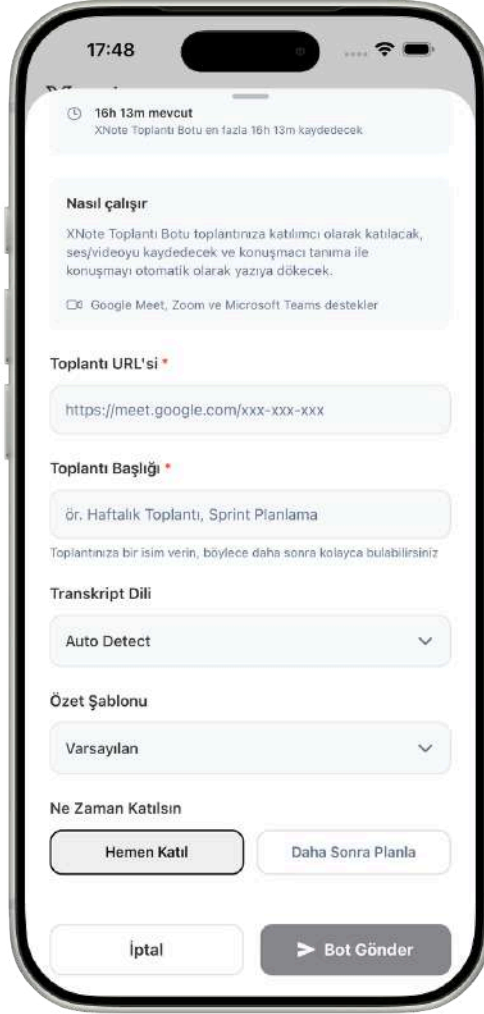 17:48
16h 13m mevcut
XNote Toplantı Botu en fazla 16h 13m kaydedecek
Nasıl çalışır
XNote Toplantı Botu toplantınıza katılımcı olarak katılacak,
ses/videoyu kaydedecek ve konuşmacı tanıma ile
konuşmayı otomatik olarak yazıya dökecek.
Google Meet, Zoom ve Microsoft Teams destekler
Toplantı URL'si *
https://meet.google.com/xxx-xxx-xxx
Toplantı Başlığı *
ör. Haftalık Toplantı, Sprint Planlama
Toplantınıza bir isim verin, böylece daha sonra kolayca bulabilirsiniz
Transkript Dili
Auto Detect
Özet Şablonu
Varsayılan
Ne Zaman Katılsın
Hemen Katıl
Daha Sonra Planla
İptal
Bot Gönder